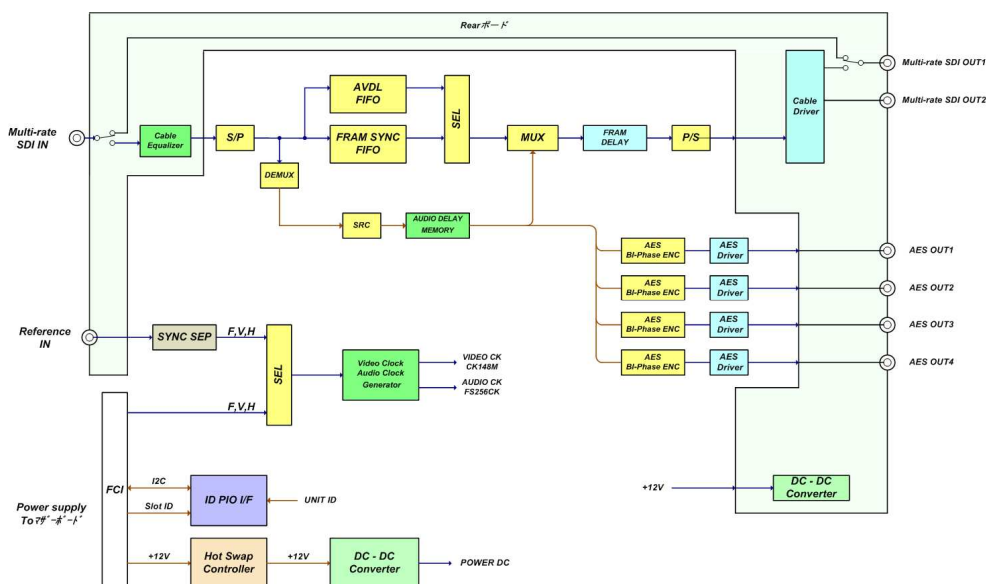 Rearボード
Multi-rate SDI OUT1
Multi-rate SDI OUT2
Multi-rate
SDI IN
Cable
Equalizer
S/P
AVDL
FIFO
FRAM SYNC
FIFO
SEL
MUX
FRAM
DELAY
P/S
Cable
Driver
DEMUX
SRC
AUDIO DELAY
MEMORY
AES
BI-Phase ENC
AES
Driver
AES OUT1
AES
BI-Phase ENC
AES
Driver
AES OUT2
AES
BI-Phase ENC
AES
Driver
AES OUT3
AES
BI-Phase ENC
AES
Driver
AES OUT4
Reference
IN
SYNC SEP
F,V,H
SEL
Video Clock
Audio Clock
Generator
VIDEO CK
CK148M
AUDIO CK
FS256CK
F,V,H
FCI
I2C
Slot ID
ID PIO I/F
UNIT ID
Power supply
Toマザーボード
+12V
Hot Swap
Controller
+12V
DC - DC
Converter
POWER DC
+12V
DC - DC
Converter